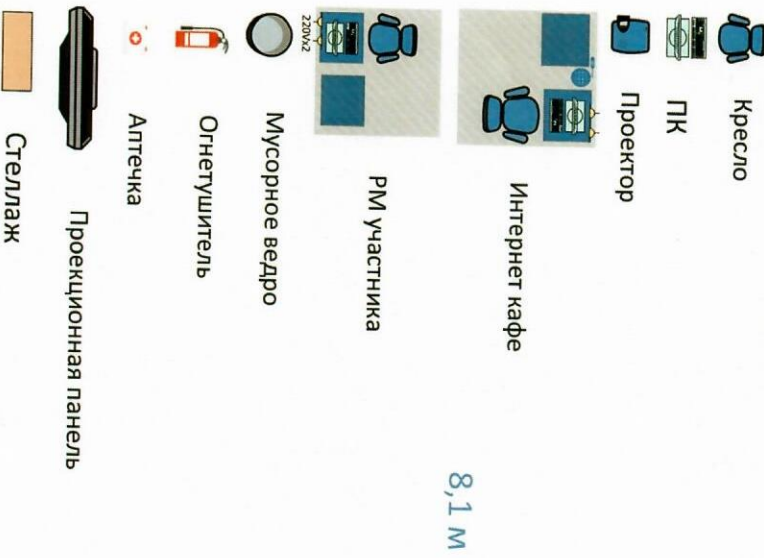 Кресло
ПК
Проектор
Интернет кафе
РМ участника
220Vx2
Мусорное ведро
Огнетушитель
Аптечка
Проекционная панель
Стеллаж
8,1 м